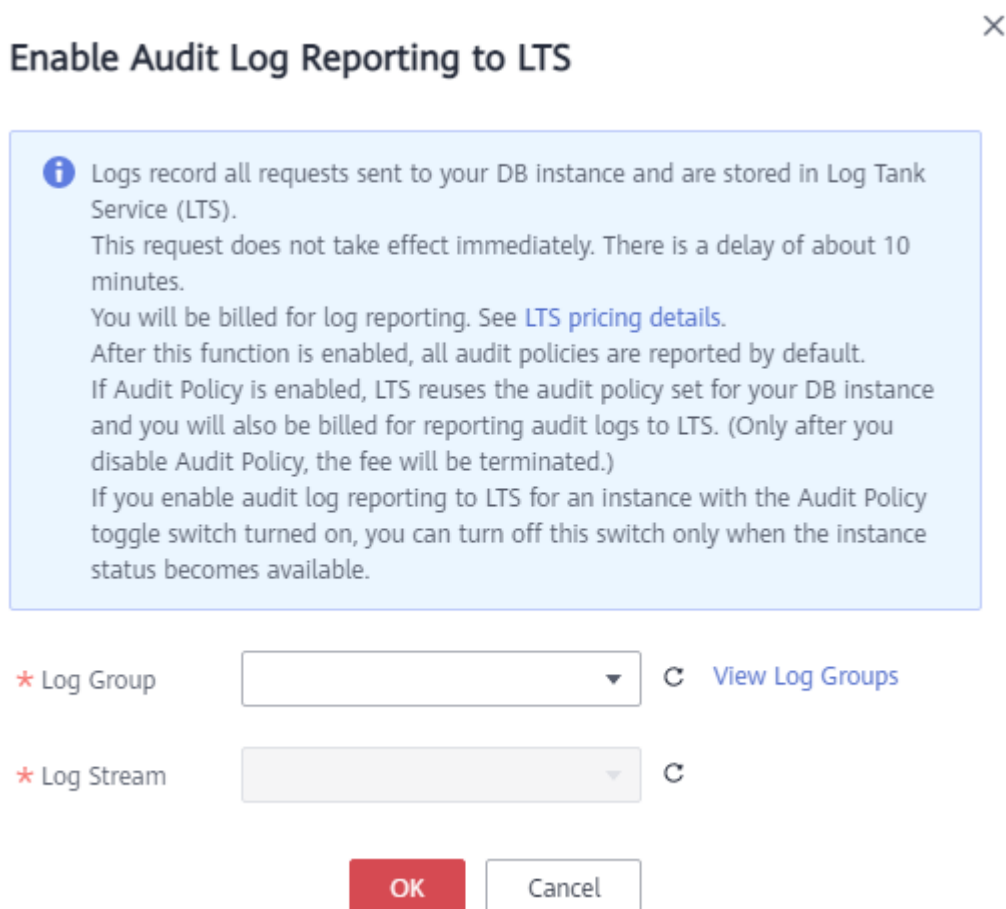 Enable Audit Log Reporting to LTS
Logs record all requests sent to your DB instance and are stored in Log Tank
Service (LTS).
This request does not take effect immediately. There is a delay of about 10
minutes.
You will be billed for log reporting. See LTS pricing details.
After this function is enabled, all audit policies are reported by default.
If Audit Policy is enabled, LTS reuses the audit policy set for your DB instance
and you will also be billed for reporting audit logs to LTS. (Only after you
disable Audit Policy, the fee will be terminated.)
If you enable audit log reporting to LTS for an instance with the Audit Policy
toggle switch turned on, you can turn off this switch only when the instance
status becomes available.
* Log Group View Log Groups
* Log Stream
OK Cancel